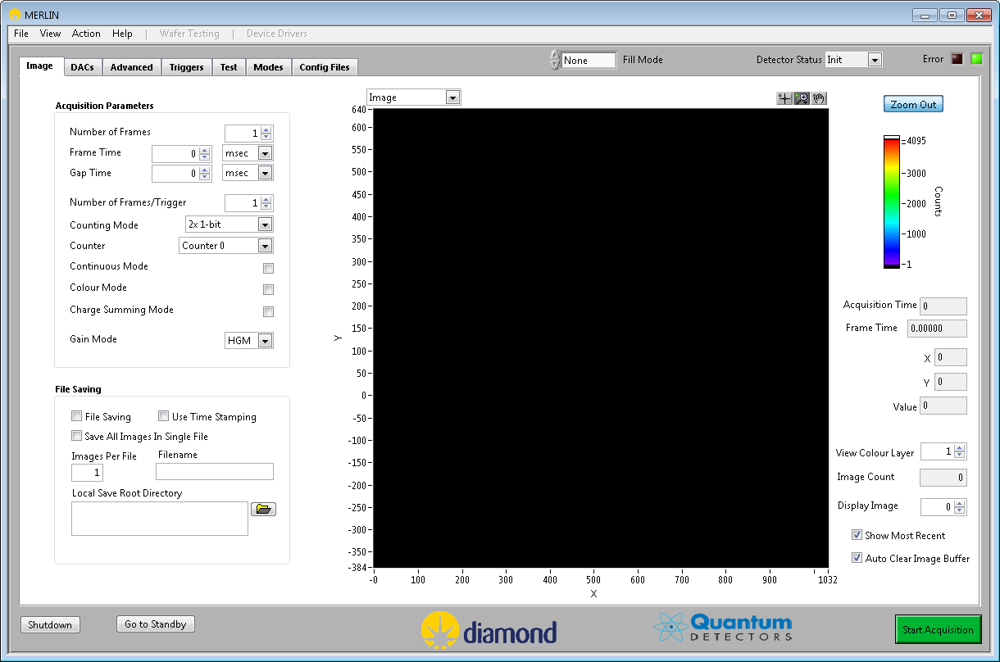 MERLIN
File View Action Help | Wafer Testing | Device Drivers
Image DACs Advanced Triggers Test Modes Config Files
None Fill Mode
Detector Status Init
Error
Acquisition Parameters
Number of Frames 1
Frame Time 0 msec
Gap Time 0 msec
Number of Frames/Trigger 1
Counting Mode 2x 1-bit
Counter Counter 0
Continuous Mode
Colour Mode
Charge Summing Mode
Gain Mode HGM
File Saving
File Saving Use Time Stamping
Save All Images In Single File
Images Per File Filename
1
Local Save Root Directory
Image
640
600
550
500
450
400
350
300
250
200
150
100
50
0
-50
-100
-150
-200
-250
-300
-350
-384
Y
-0 100 200 300 400 500 600 700 800 900 1032
X
Zoom Out
4095
3000
2000
1000
1
Counts
Acquisition Time 0
Frame Time 0.00000
X 0
Y 0
Value 0
View Colour Layer 1
Image Count 0
Display Image 0
Show Most Recent
Auto Clear Image Buffer
Shutdown
Go to Standby
diamond
Quantum
DETECTORS
Start Acquisition